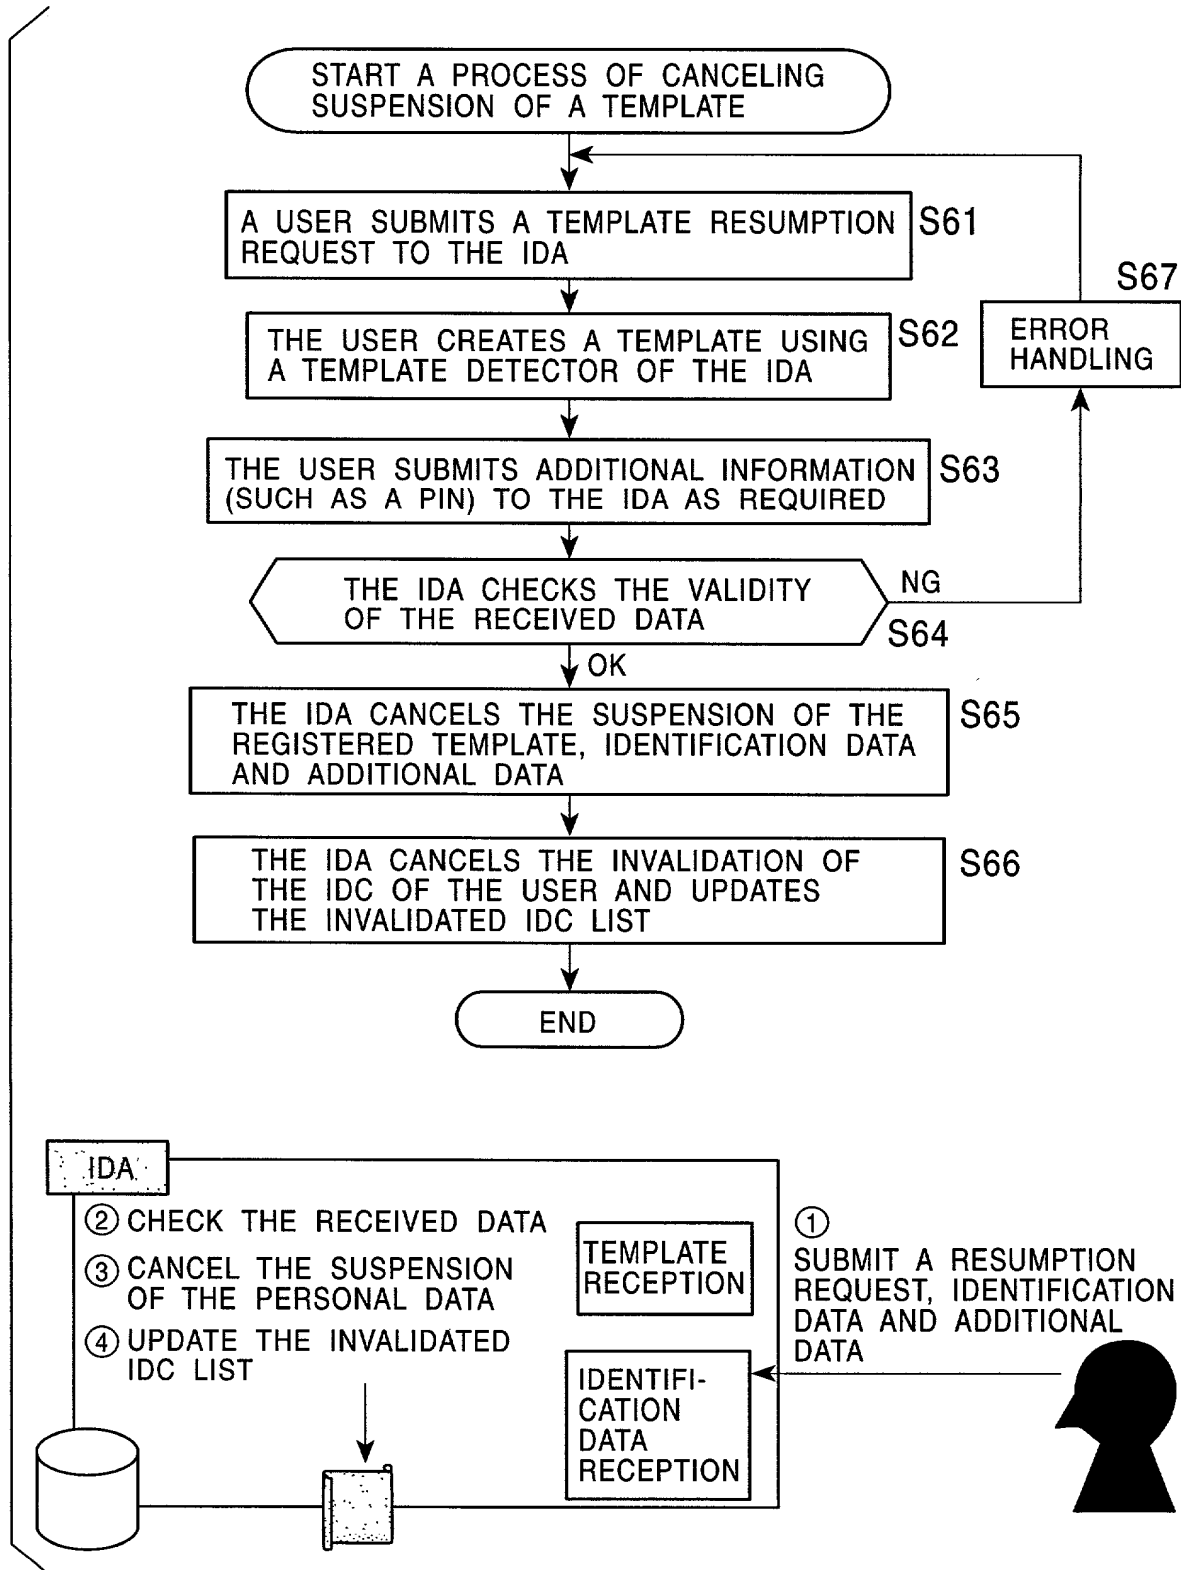 START A PROCESS OF CANCELING
SUSPENSION OF A TEMPLATE
A USER SUBMITS A TEMPLATE RESUMPTION
REQUEST TO THE IDA
S61
THE USER CREATES A TEMPLATE USING
A TEMPLATE DETECTOR OF THE IDA
S62
S67
ERROR
HANDLING
THE USER SUBMITS ADDITIONAL INFORMATION
(SUCH AS A PIN) TO THE IDA AS REQUIRED
S63
THE IDA CHECKS THE VALIDITY
OF THE RECEIVED DATA
NG
S64
OK
THE IDA CANCELS THE SUSPENSION OF THE
REGISTERED TEMPLATE, IDENTIFICATION DATA
AND ADDITIONAL DATA
S65
THE IDA CANCELS THE INVALIDATION OF
THE IDC OF THE USER AND UPDATES
THE INVALIDATED IDC LIST
S66
END
IDA
② CHECK THE RECEIVED DATA
③ CANCEL THE SUSPENSION
OF THE PERSONAL DATA
④ UPDATE THE INVALIDATED
IDC LIST
TEMPLATE
RECEPTION
IDENTIFI-
CATION
DATA
RECEPTION
①
SUBMIT A RESUMPTION
REQUEST, IDENTIFICATION
DATA AND ADDITIONAL
DATA